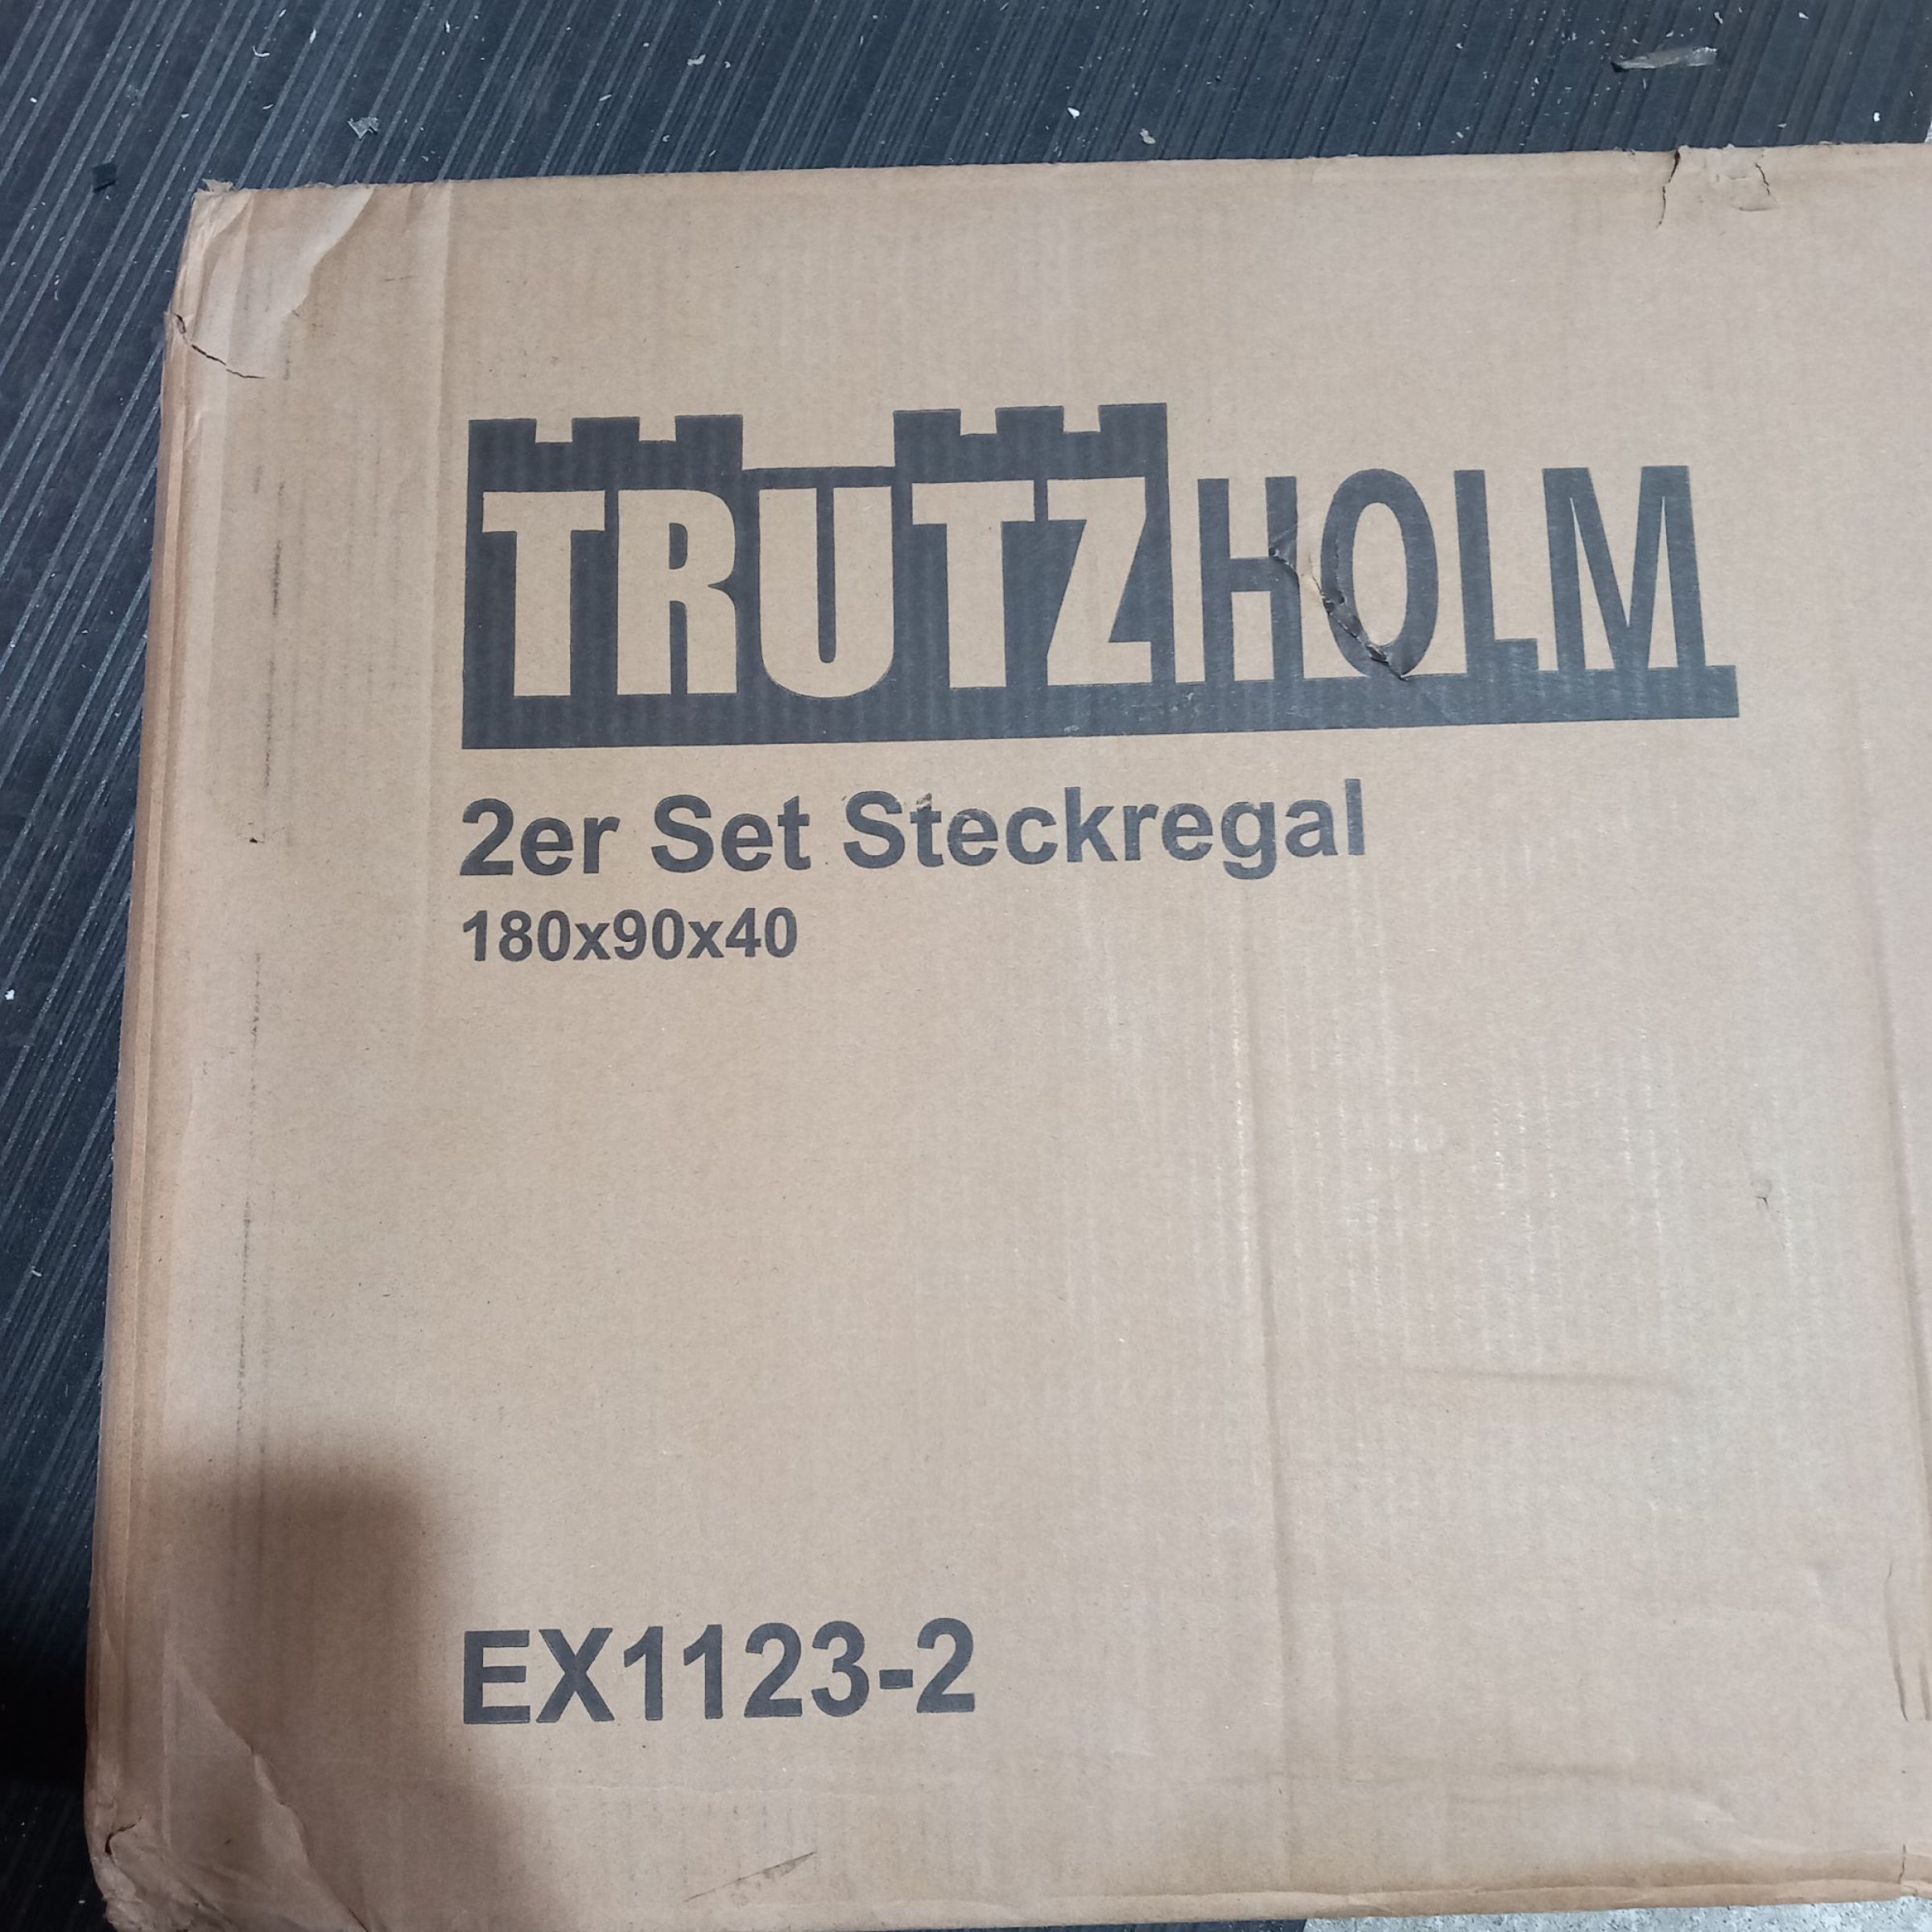 TRUTZHOLM
2er Set Steckregal
180x90x40
EX1123-2